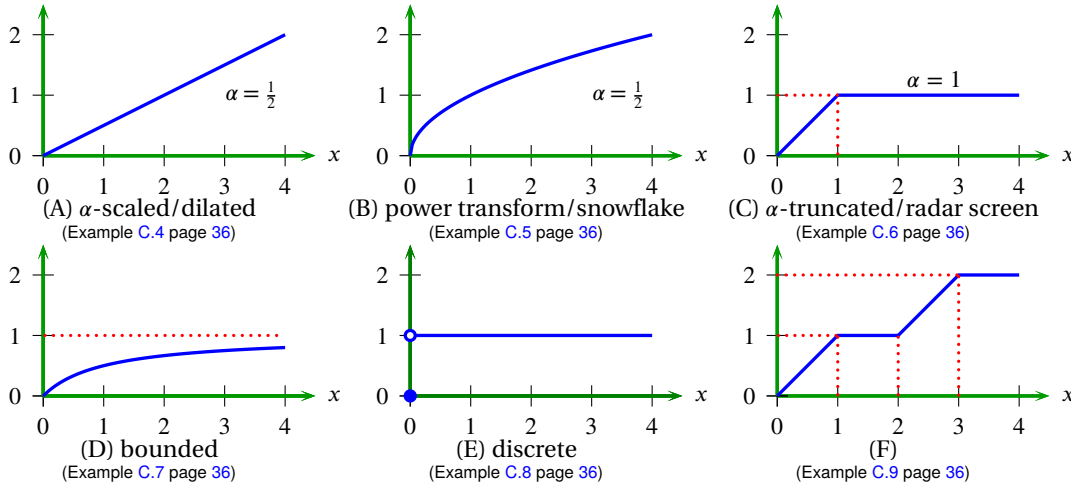 2
1
0
0 1 2 3 4
x
α = 1/2
(A) α-scaled/dilated
(Example C.4 page 36)
2
1
0
0 1 2 3 4
x
α = 1/2
(B) power transform/snowflake
(Example C.5 page 36)
2
1
0
0 1 2 3 4
x
α = 1
(C) α-truncated/radar screen
(Example C.6 page 36)
2
1
0
0 1 2 3 4
x
(D) bounded
(Example C.7 page 36)
2
1
0
0 1 2 3 4
x
(E) discrete
(Example C.8 page 36)
2
1
0
0 1 2 3 4
x
(F)
(Example C.9 page 36)